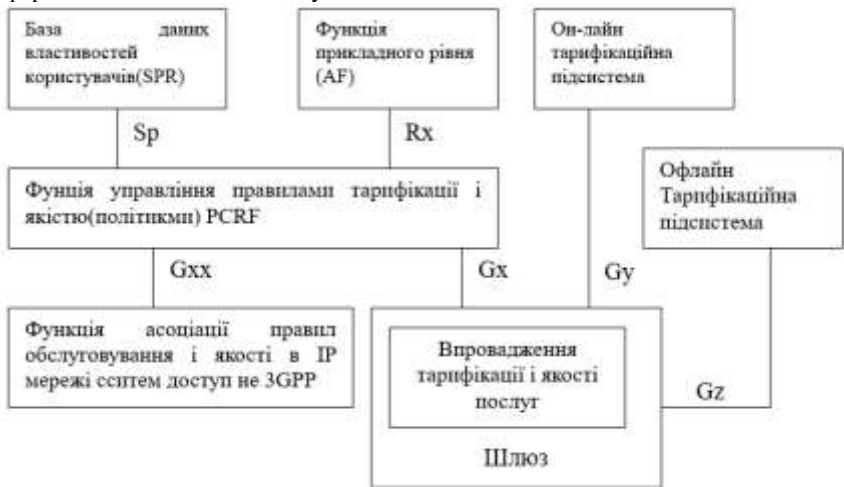 База даних
властивостей
користувачів(SPR)
Функція
прикладного рівня
(AF)
Он-лайн
тарифікаційна
підсистема
Sp
Rx
Офлайн
Тарифікаційна
підсистема
Фунція управління правилами тарифікації і
якістю(політикми) PCRF
Gxx
Gx
Gy
Функція асоціації правил
обслуговування і якості в IP
мережі сситем доступ не 3GPP
Впровадження
тарифікації і якості
послуг
Gz
Шлюз